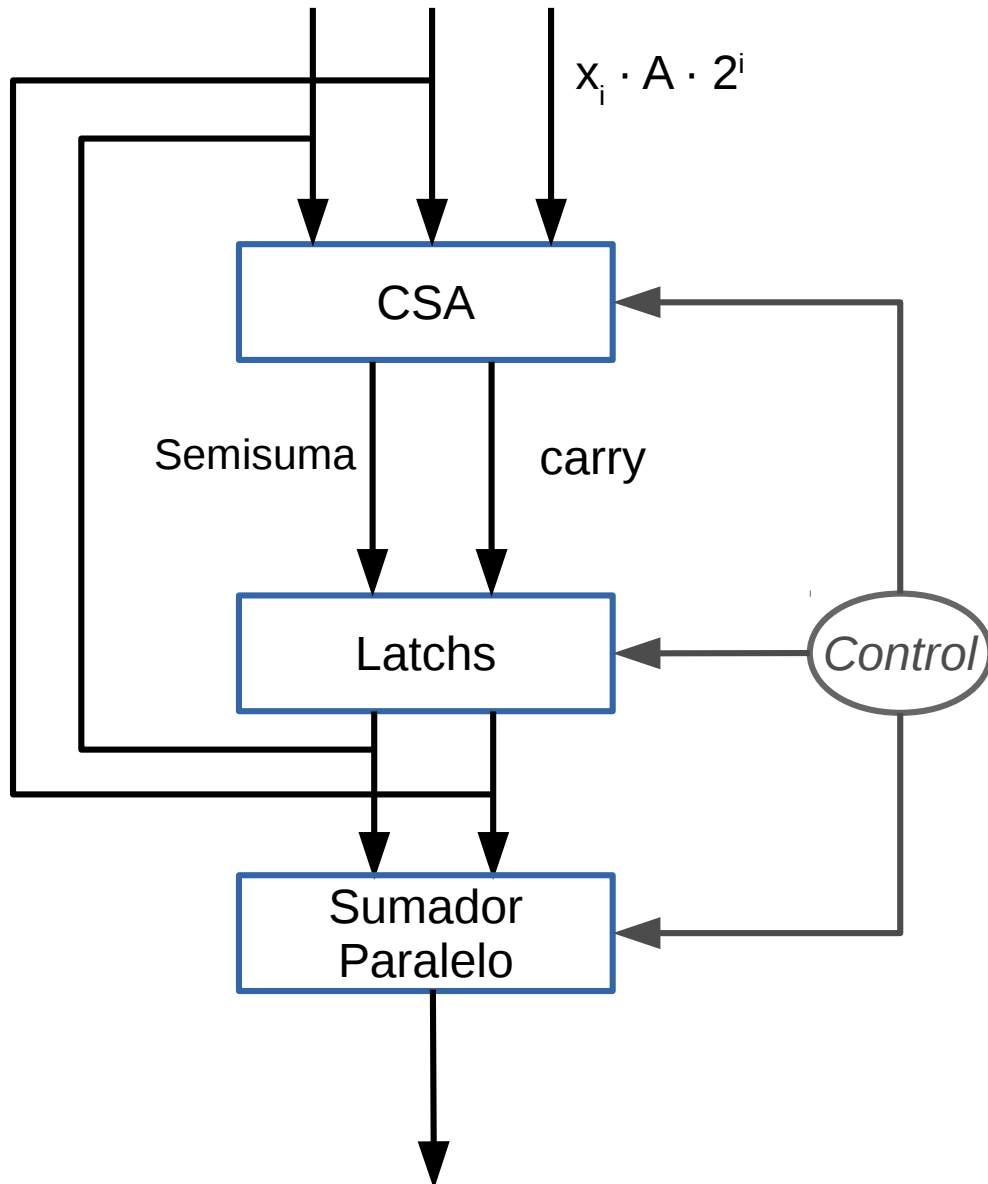 xᵢ · A · 2ⁱ
CSA
Semisuma
carry
Latchs
Control
Sumador
Paralelo